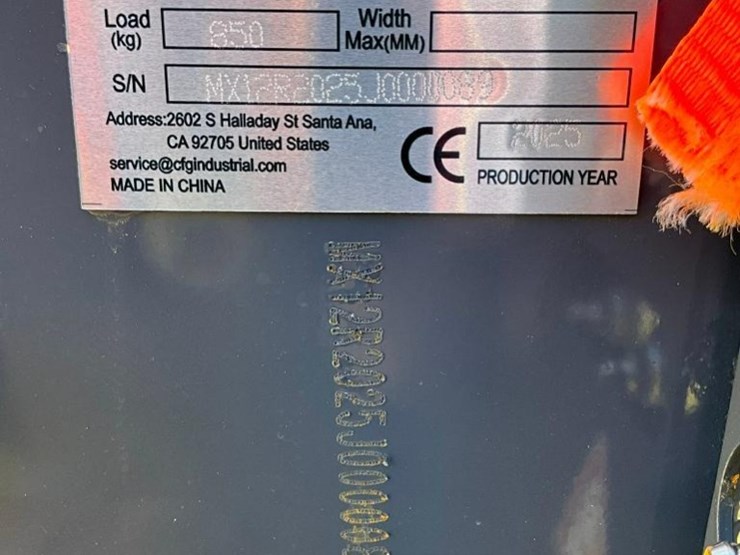 Load
(kg)
850
Width
Max(MM)
S/N
Address:2602 S Halladay St Santa Ana,
CA 92705 United States
service@cfgindustrial.com
MADE IN CHINA
CE
2025
PRODUCTION YEAR